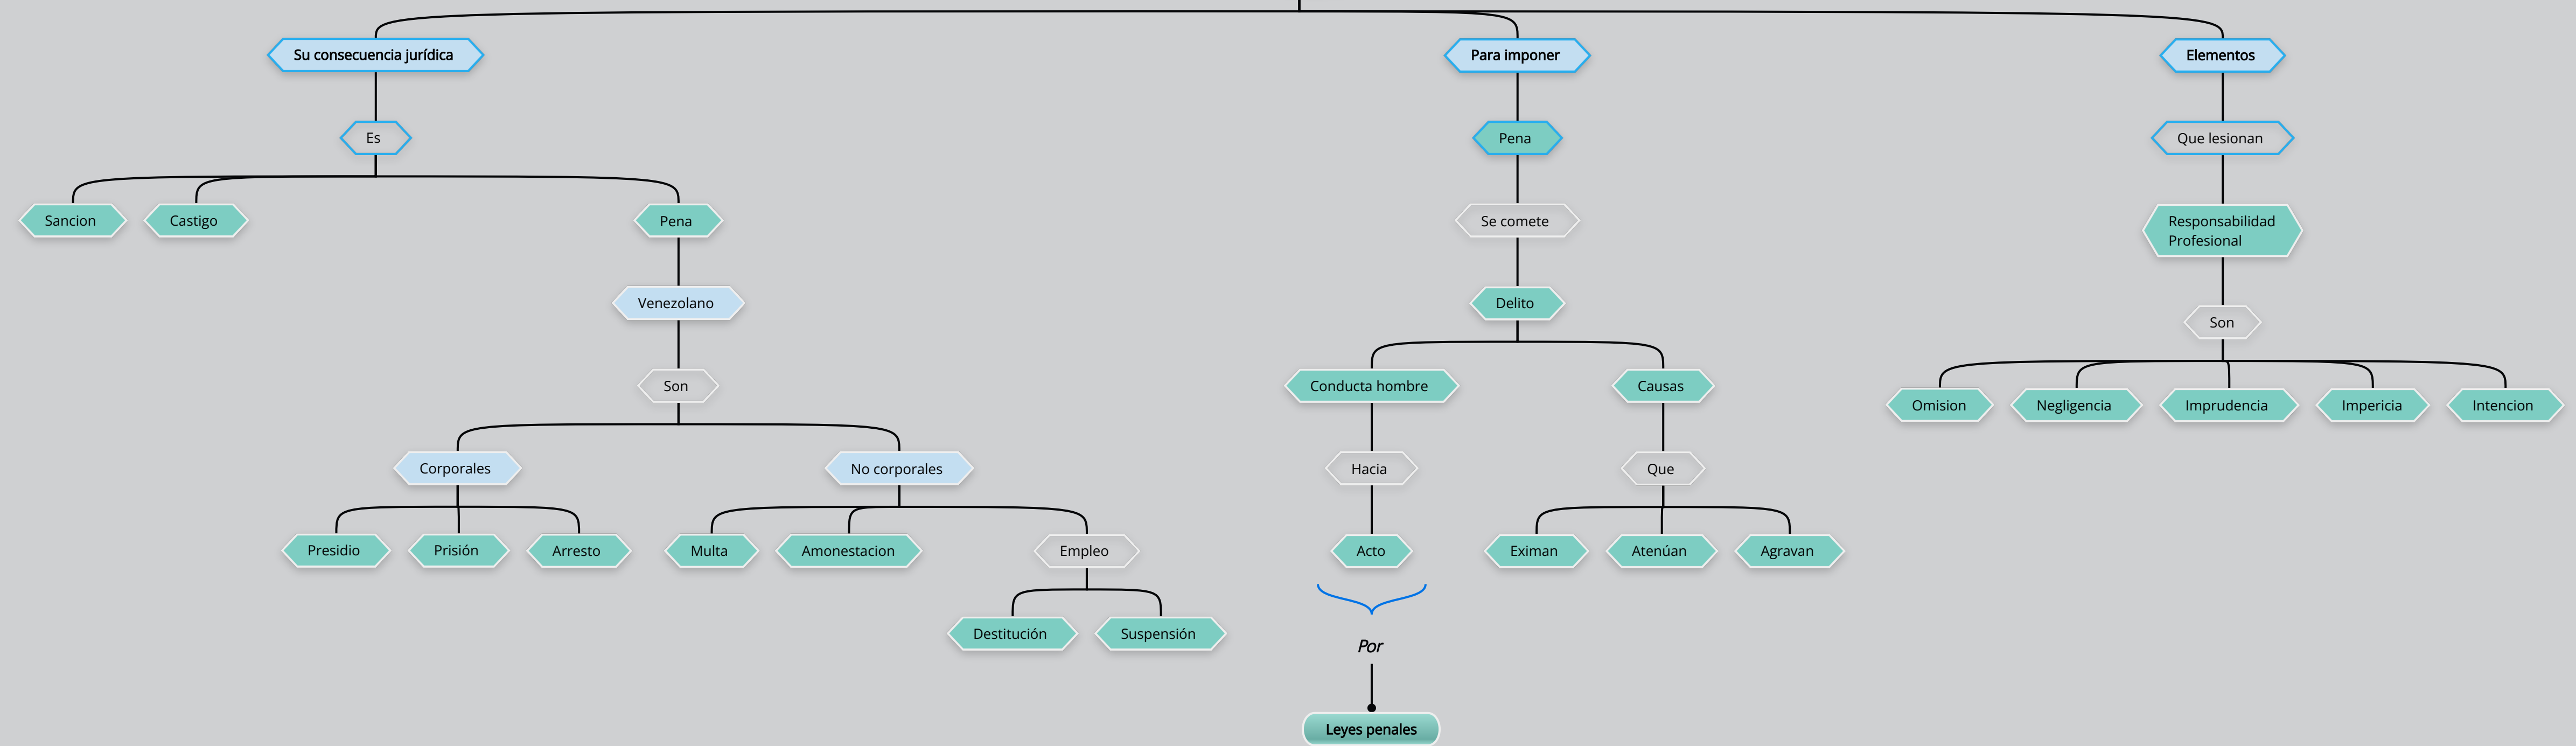 Su consecuencia jurídica
Para imponer
Elementos
Es
Pena
Que lesionan
Sancion
Castigo
Pena
Se comete
Responsabilidad
Profesional
Venezolano
Delito
Son
Son
Conducta hombre
Causas
Omision
Negligencia
Imprudencia
Impericia
Intencion
Corporales
No corporales
Hacia
Que
Presidio
Prisión
Arresto
Multa
Amonestacion
Empleo
Acto
Eximan
Atenúan
Agravan
Destitución
Suspensión
Por
Leyes penales